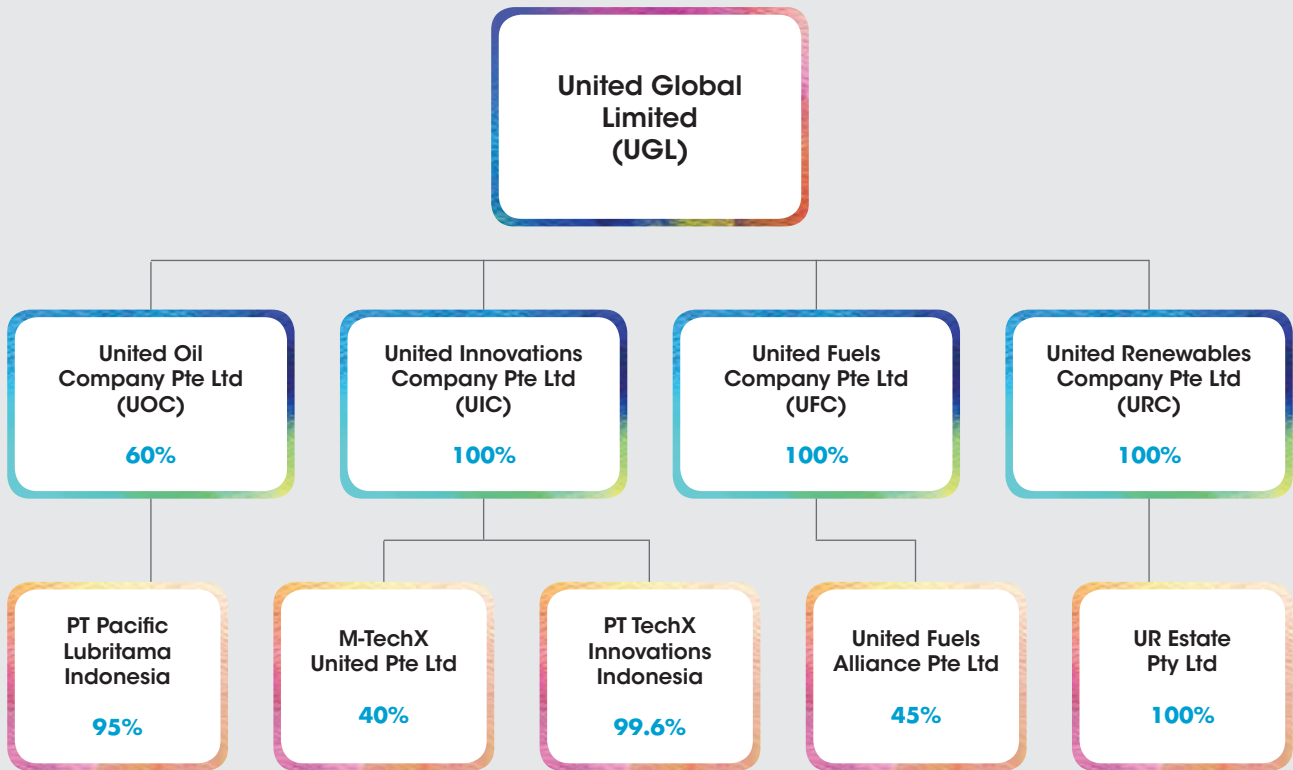 United Global
Limited
(UGL)
United Oil
Company Pte Ltd
(UOC)
60%
United Innovations
Company Pte Ltd
(UIC)
100%
United Fuels
Company Pte Ltd
(UFC)
100%
United Renewables
Company Pte Ltd
(URC)
100%
PT Pacific
Lubritama
Indonesia
95%
M-TechX
United Pte Ltd
40%
PT TechX
Innovations
Indonesia
99.6%
United Fuels
Alliance Pte Ltd
45%
UR Estate
Pty Ltd
100%